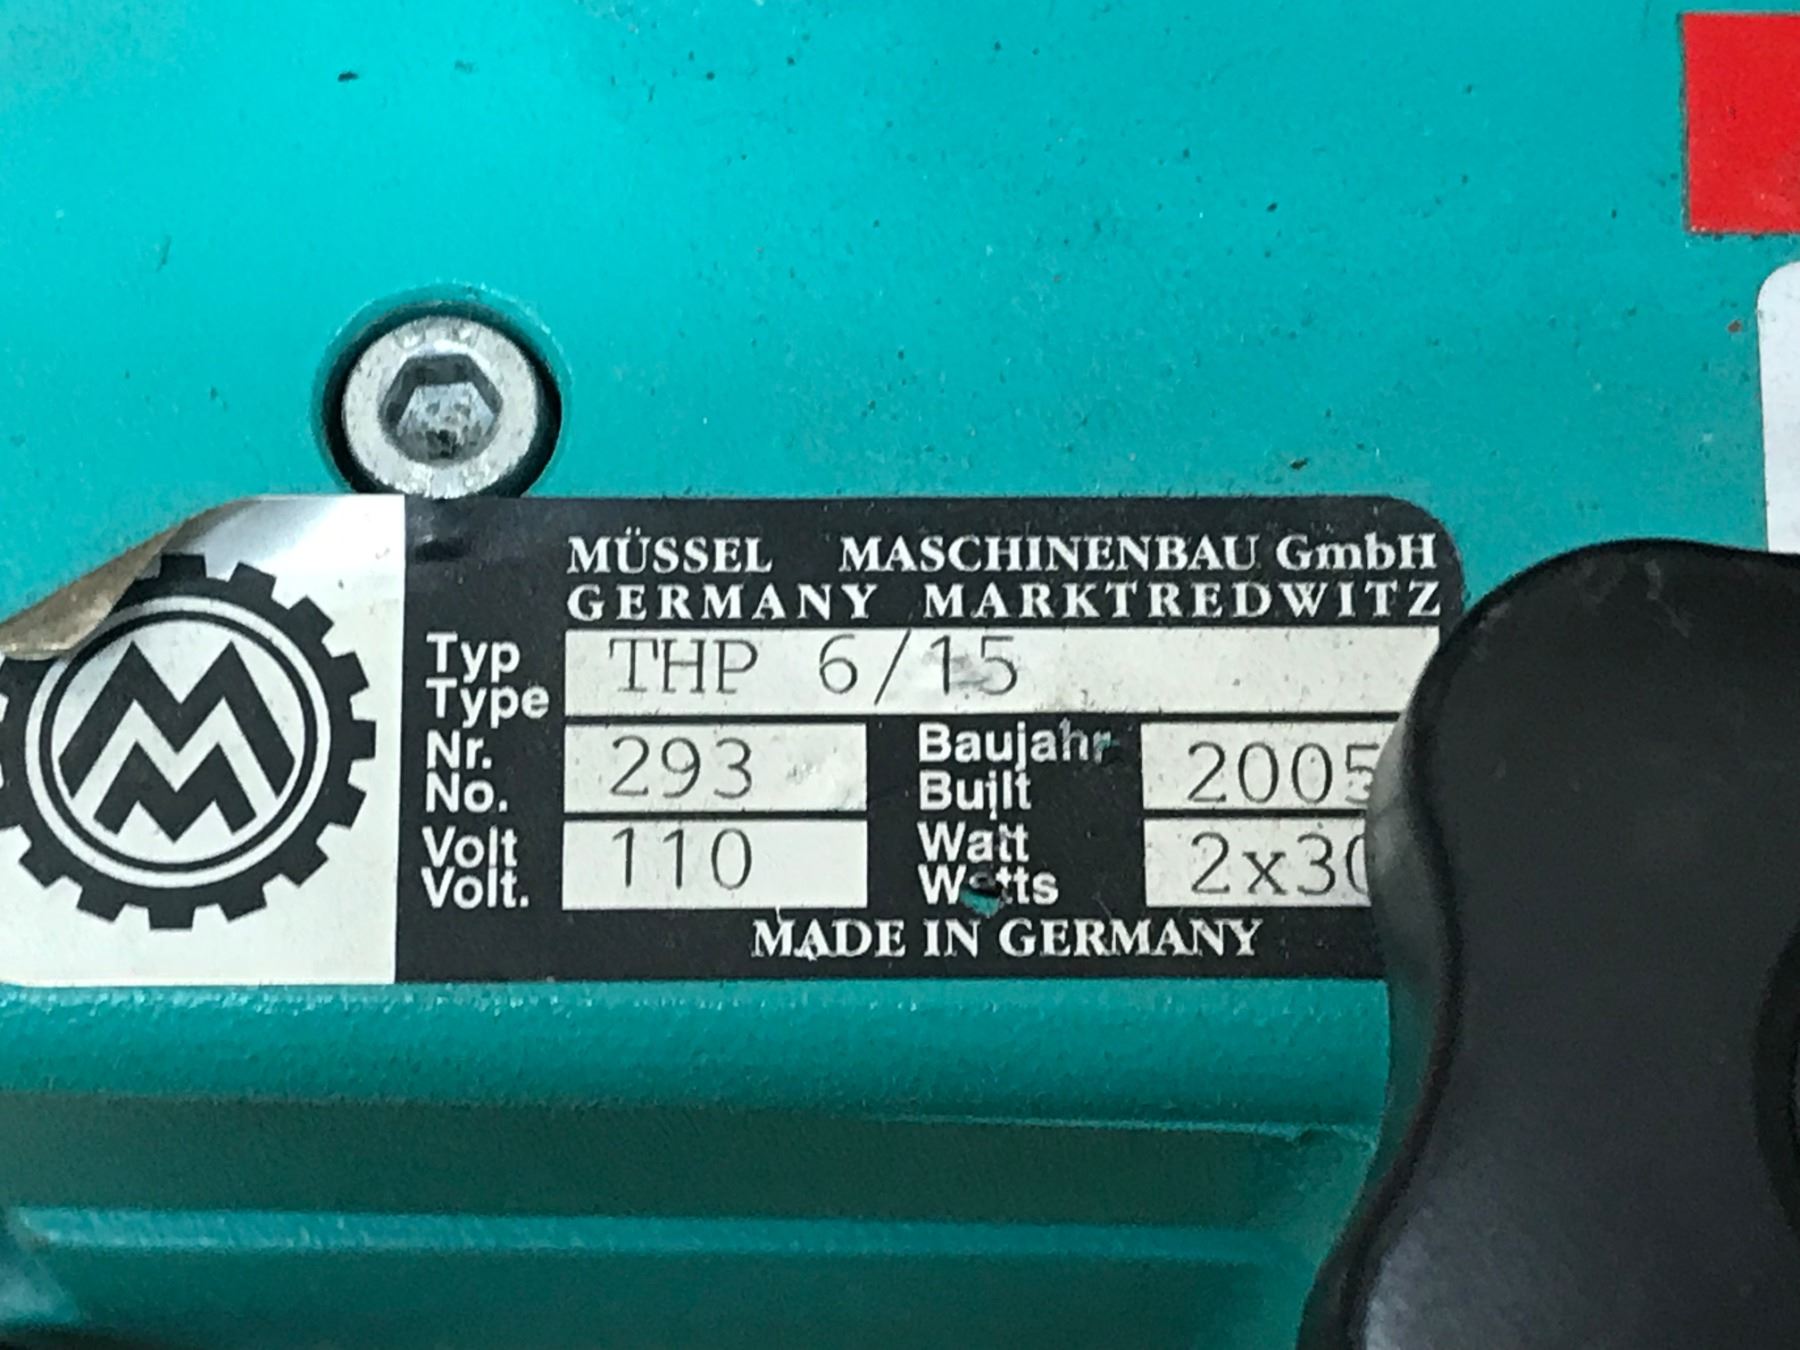 MÜSSEL MASCHINENBAU GmbH
GERMANY MARKTREDWITZ
Typ
Type
THP 6/15
Nr.
No.
293
Baujahr
Built
2005
Volt
Volt.
110
Watt
Watts
MADE IN GERMANY